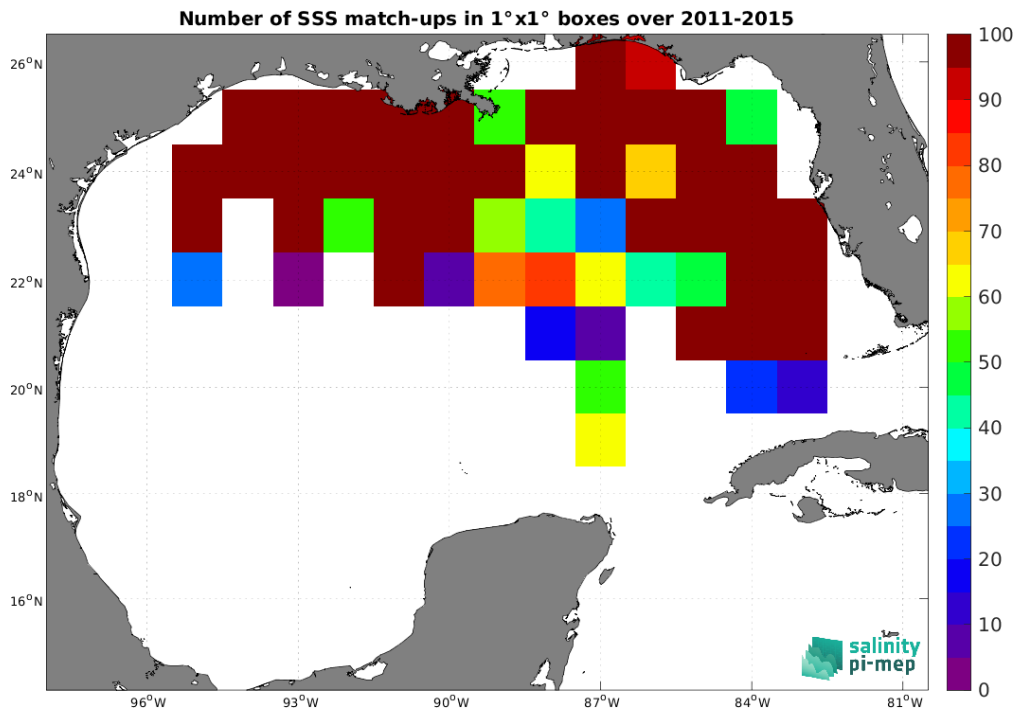 Number of SSS match-ups in 1°x1° boxes over 2011-2015
26°N
24°N
22°N
20°N
18°N
16°N
96°W
93°W
90°W
87°W
84°W
81°W
100
90
80
70
60
50
40
30
20
10
0
salinity
pi-mep